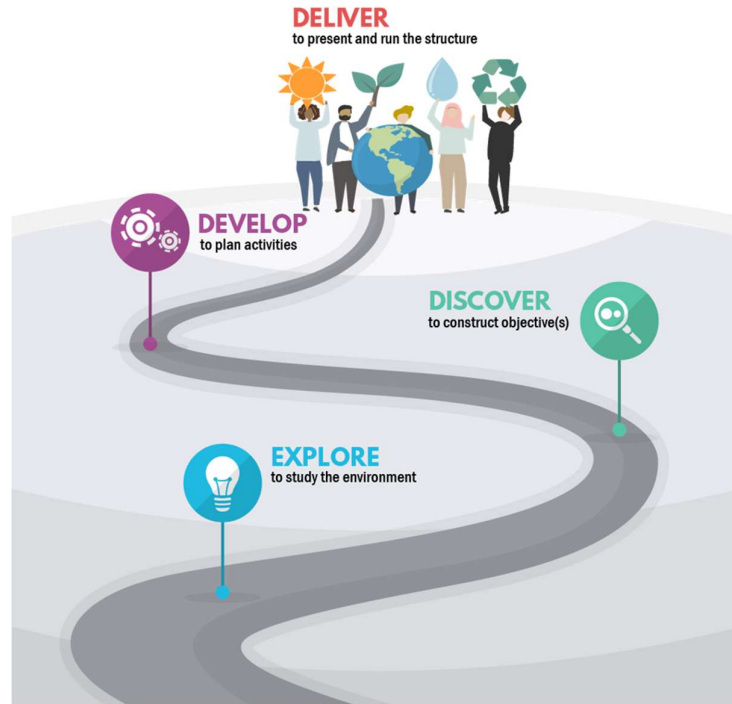 DELIVER
to present and run the structure
DEVELOP
to plan activities
DISCOVER
to construct objective(s)
EXPLORE
to study the environment